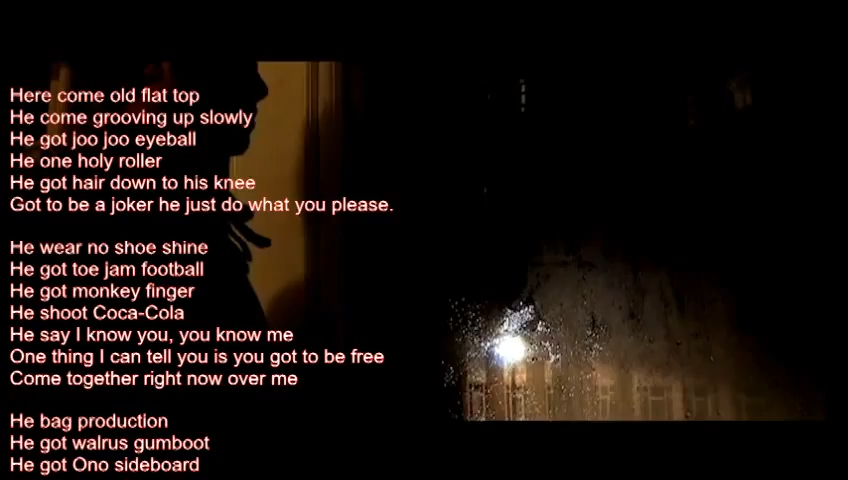 Here come old flat top
He come grooving up slowly
He got joo joo eyeball
He one holy roller
He got hair down to his knee
Got to be a joker he just do what you please.
He wear no shoe shine
He got toe jam football
He got monkey finger
He shoot Coca-Cola
He say I know you, you know me
One thing I can tell you is you got to be free
Come together right now over me
He bag production
He got walrus gumboot
He got Ono sideboard